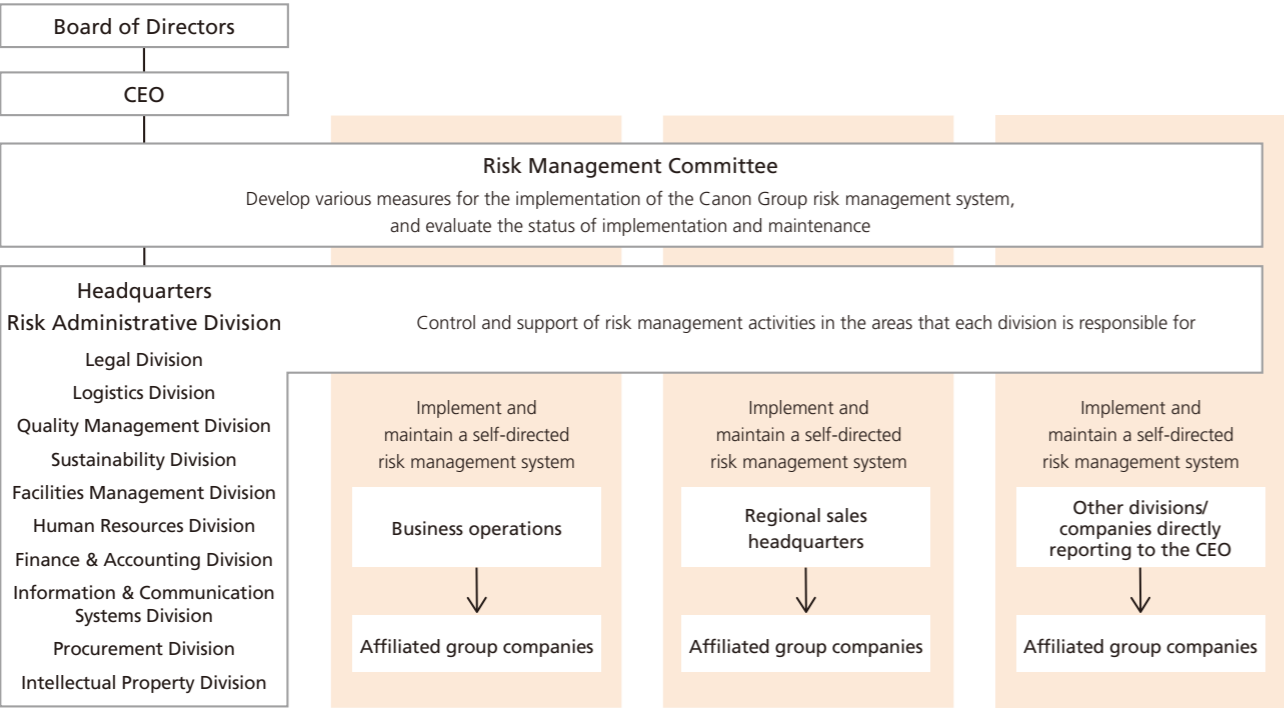 Board of Directors
CEO
Risk Management Committee
Develop various measures for the implementation of the Canon Group risk management system,
and evaluate the status of implementation and maintenance
Headquarters
Risk Administrative Division
Legal Division
Logistics Division
Quality Management Division
Sustainability Division
Facilities Management Division
Human Resources Division
Finance & Accounting Division
Information & Communication
Systems Division
Procurement Division
Intellectual Property Division
Control and support of risk management activities in the areas that each division is responsible for
Implement and
maintain a self-directed
risk management system
Business operations
Affiliated group companies
Implement and
maintain a self-directed
risk management system
Regional sales
headquarters
Affiliated group companies
Implement and
maintain a self-directed
risk management system
Other divisions/
companies directly
reporting to the CEO
Affiliated group companies